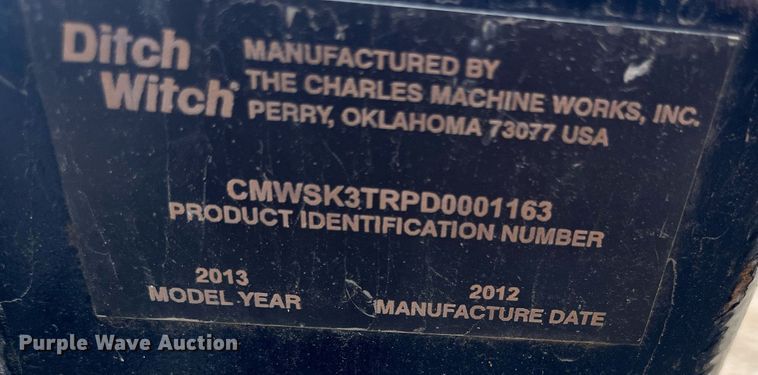 Ditch
Witch®
MANUFACTURED BY
THE CHARLES MACHINE WORKS, INC.
PERRY, OKLAHOMA 73077 USA
CMWSK3TRPD0001163
PRODUCT IDENTIFICATION NUMBER
2013
MODEL YEAR
2012
MANUFACTURE DATE
Purple Wave Auction